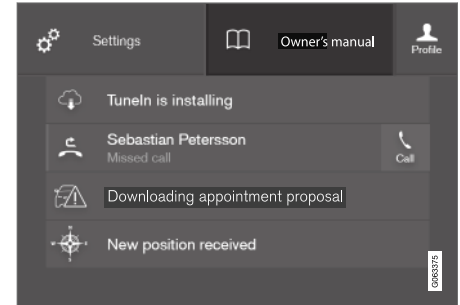 Settings
Owner's manual
Profile
TuneIn is installing
Sebastian Petersson
Missed call
Call
Downloading appointment proposal
New position received
G063375